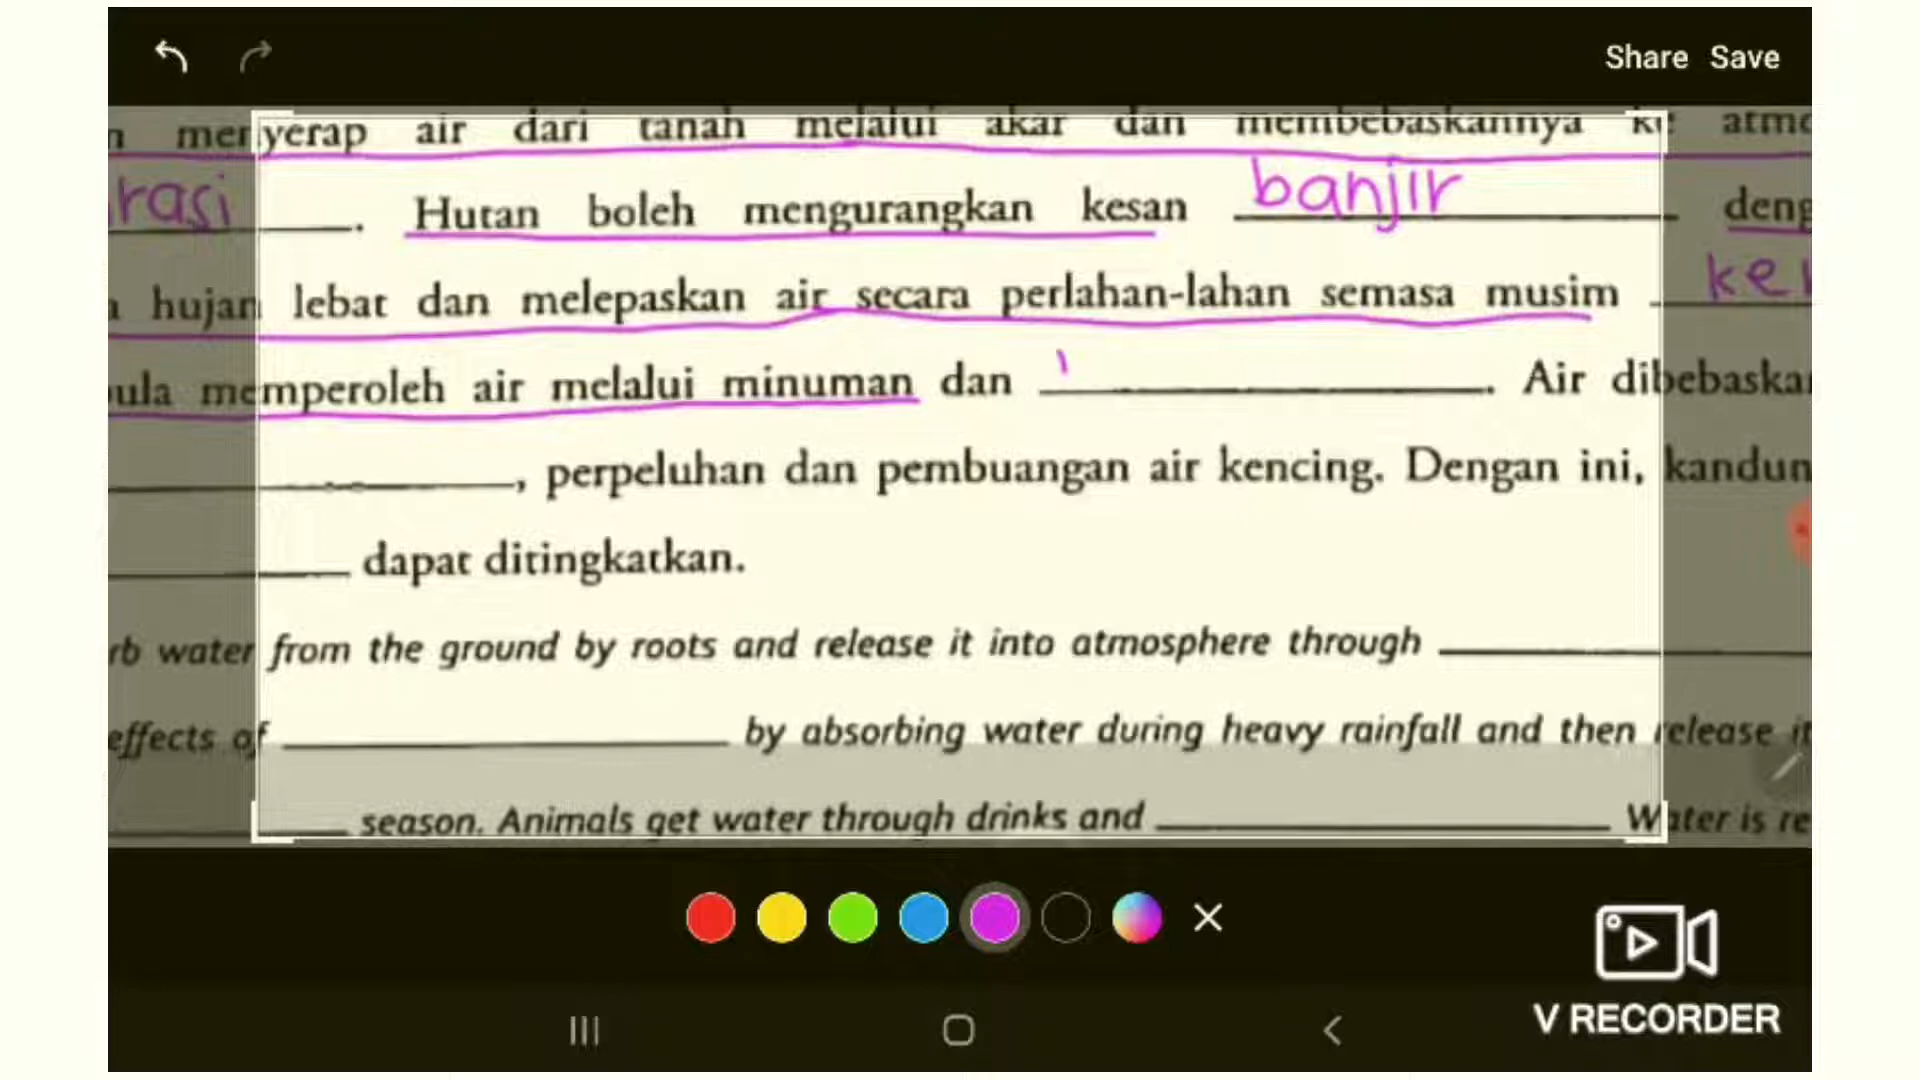 Share Save
n menyerap air dari tanah melalui akar dan membebaskannya ke atmo
rasi . Hutan boleh mengurangkan kesan banjir deng
a hujan lebat dan melepaskan air secara perlahan-lahan semasa musim ke
ula memperoleh air melalui minuman dan . Air dibebaska
, perpeluhan dan pembuangan air kencing. Dengan ini, kandun
dapat ditingkatkan.
rb water from the ground by roots and release it into atmosphere through
effects of by absorbing water during heavy rainfall and then release it
season. Animals get water through drinks and Water is re
V RECORDER